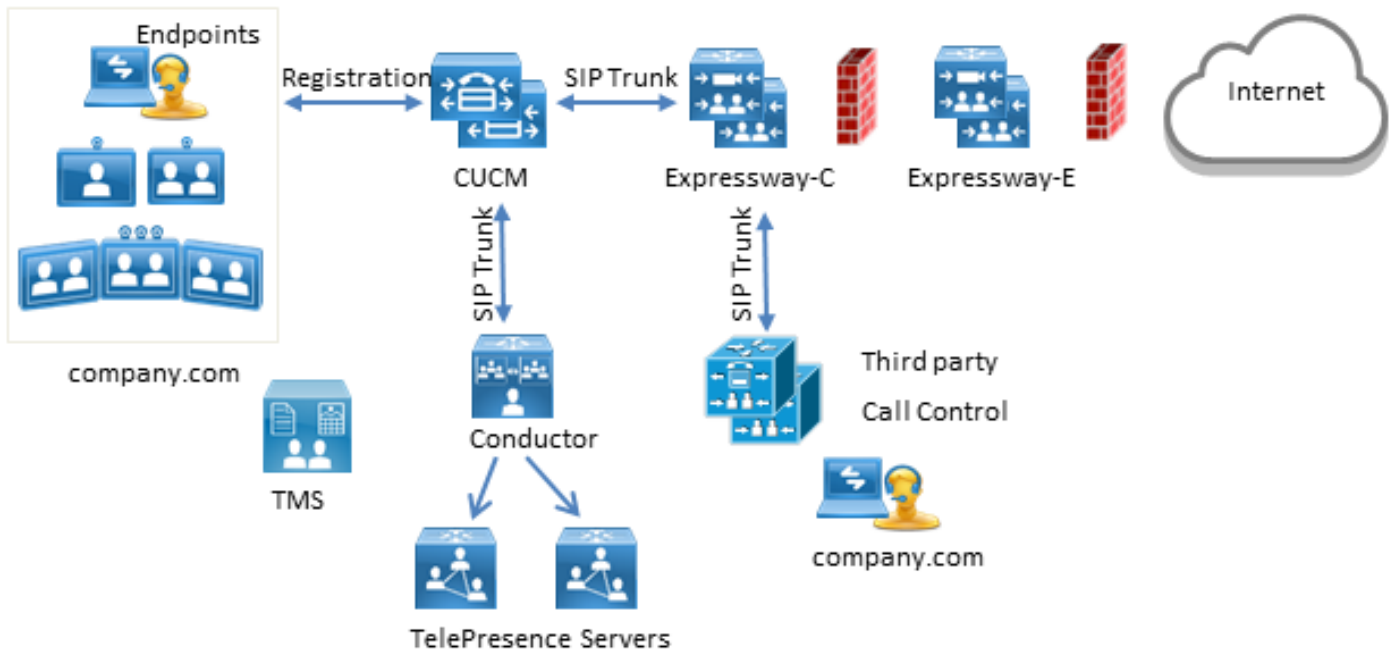 Endpoints
Registration
SIP Trunk
Internet
CUCM
Expressway-C
Expressway-E
SIP Trunk
SIP Trunk
company.com
Third party
Call Control
Conductor
TMS
company.com
TelePresence Servers